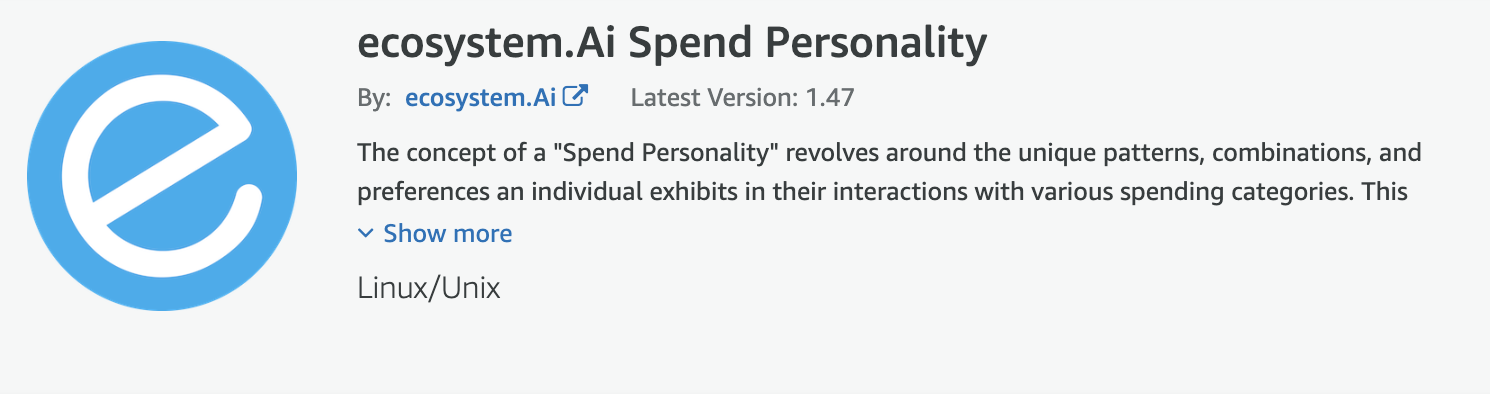 ecosystem.Ai Spend Personality
By: ecosystem.Ai Latest Version: 1.47
The concept of a "Spend Personality" revolves around the unique patterns, combinations, and
preferences an individual exhibits in their interactions with various spending categories. This
Show more
Linux/Unix